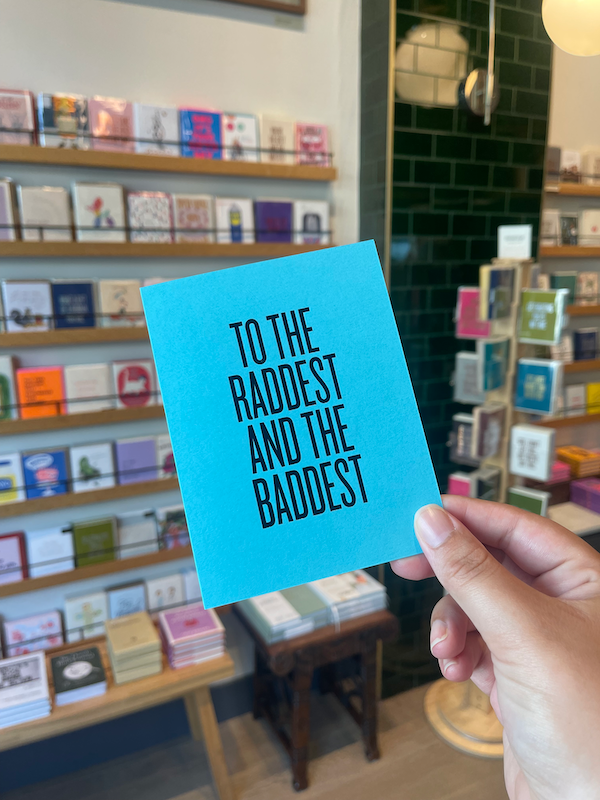 TO THE
RADDEST
AND THE
BADDEST